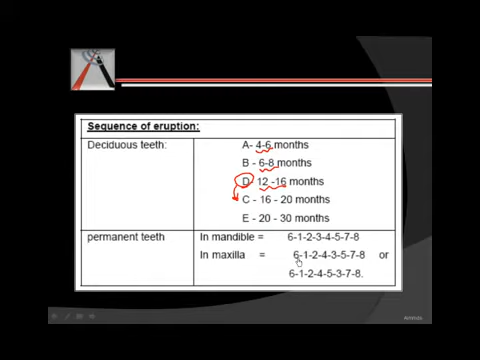 Sequence of eruption:
Deciduous teeth:
A- 4-6 months
B - 6-8 months
D- 12 -16 months
C - 16 - 20 months
E - 20 - 30 months
permanent teeth
In mandible = 6-1-2-3-4-5-7-8
In maxilla = 6-1-2-4-3-5-7-8 or
6-1-2-4-5-3-7-8.